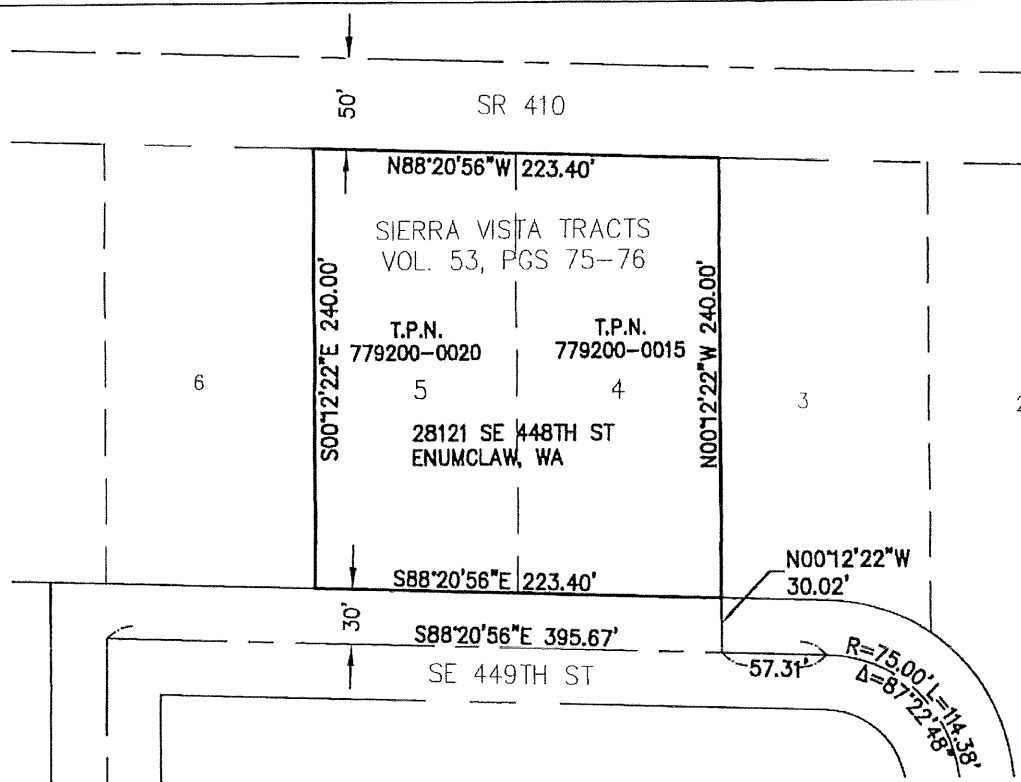 50'
SR 410
N88°20'56"W 223.40'
SIERRA VISTA TRACTS
VOL. 53, PGS 75-76
S00°12'22"E 240.00'
N00°12'22"W 240.00'
T.P.N.
779200-0020
T.P.N.
779200-0015
6
5
4
3
28121 SE 448TH ST
ENUMCLAW, WA
S88°20'56"E 223.40'
N00°12'22"W
30.02'
30'
S88°20'56"E 395.67'
57.31'
SE 449TH ST
R=75.00' L=114.38'
Δ=87°22'48"